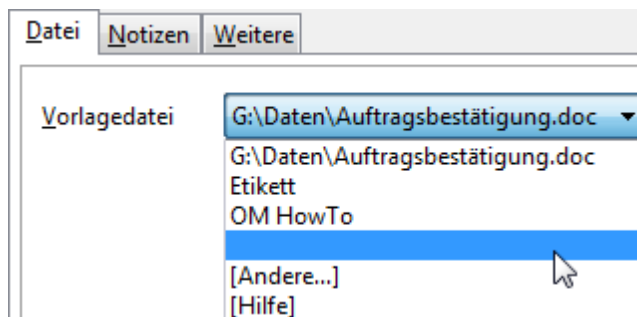 Datei Notizen Weitere
Vorlagedatei G:\Daten\Auftragsbestätigung.doc
G:\Daten\Auftragsbestätigung.doc
Etikett
OM HowTo
[Andere...]
[Hilfe]